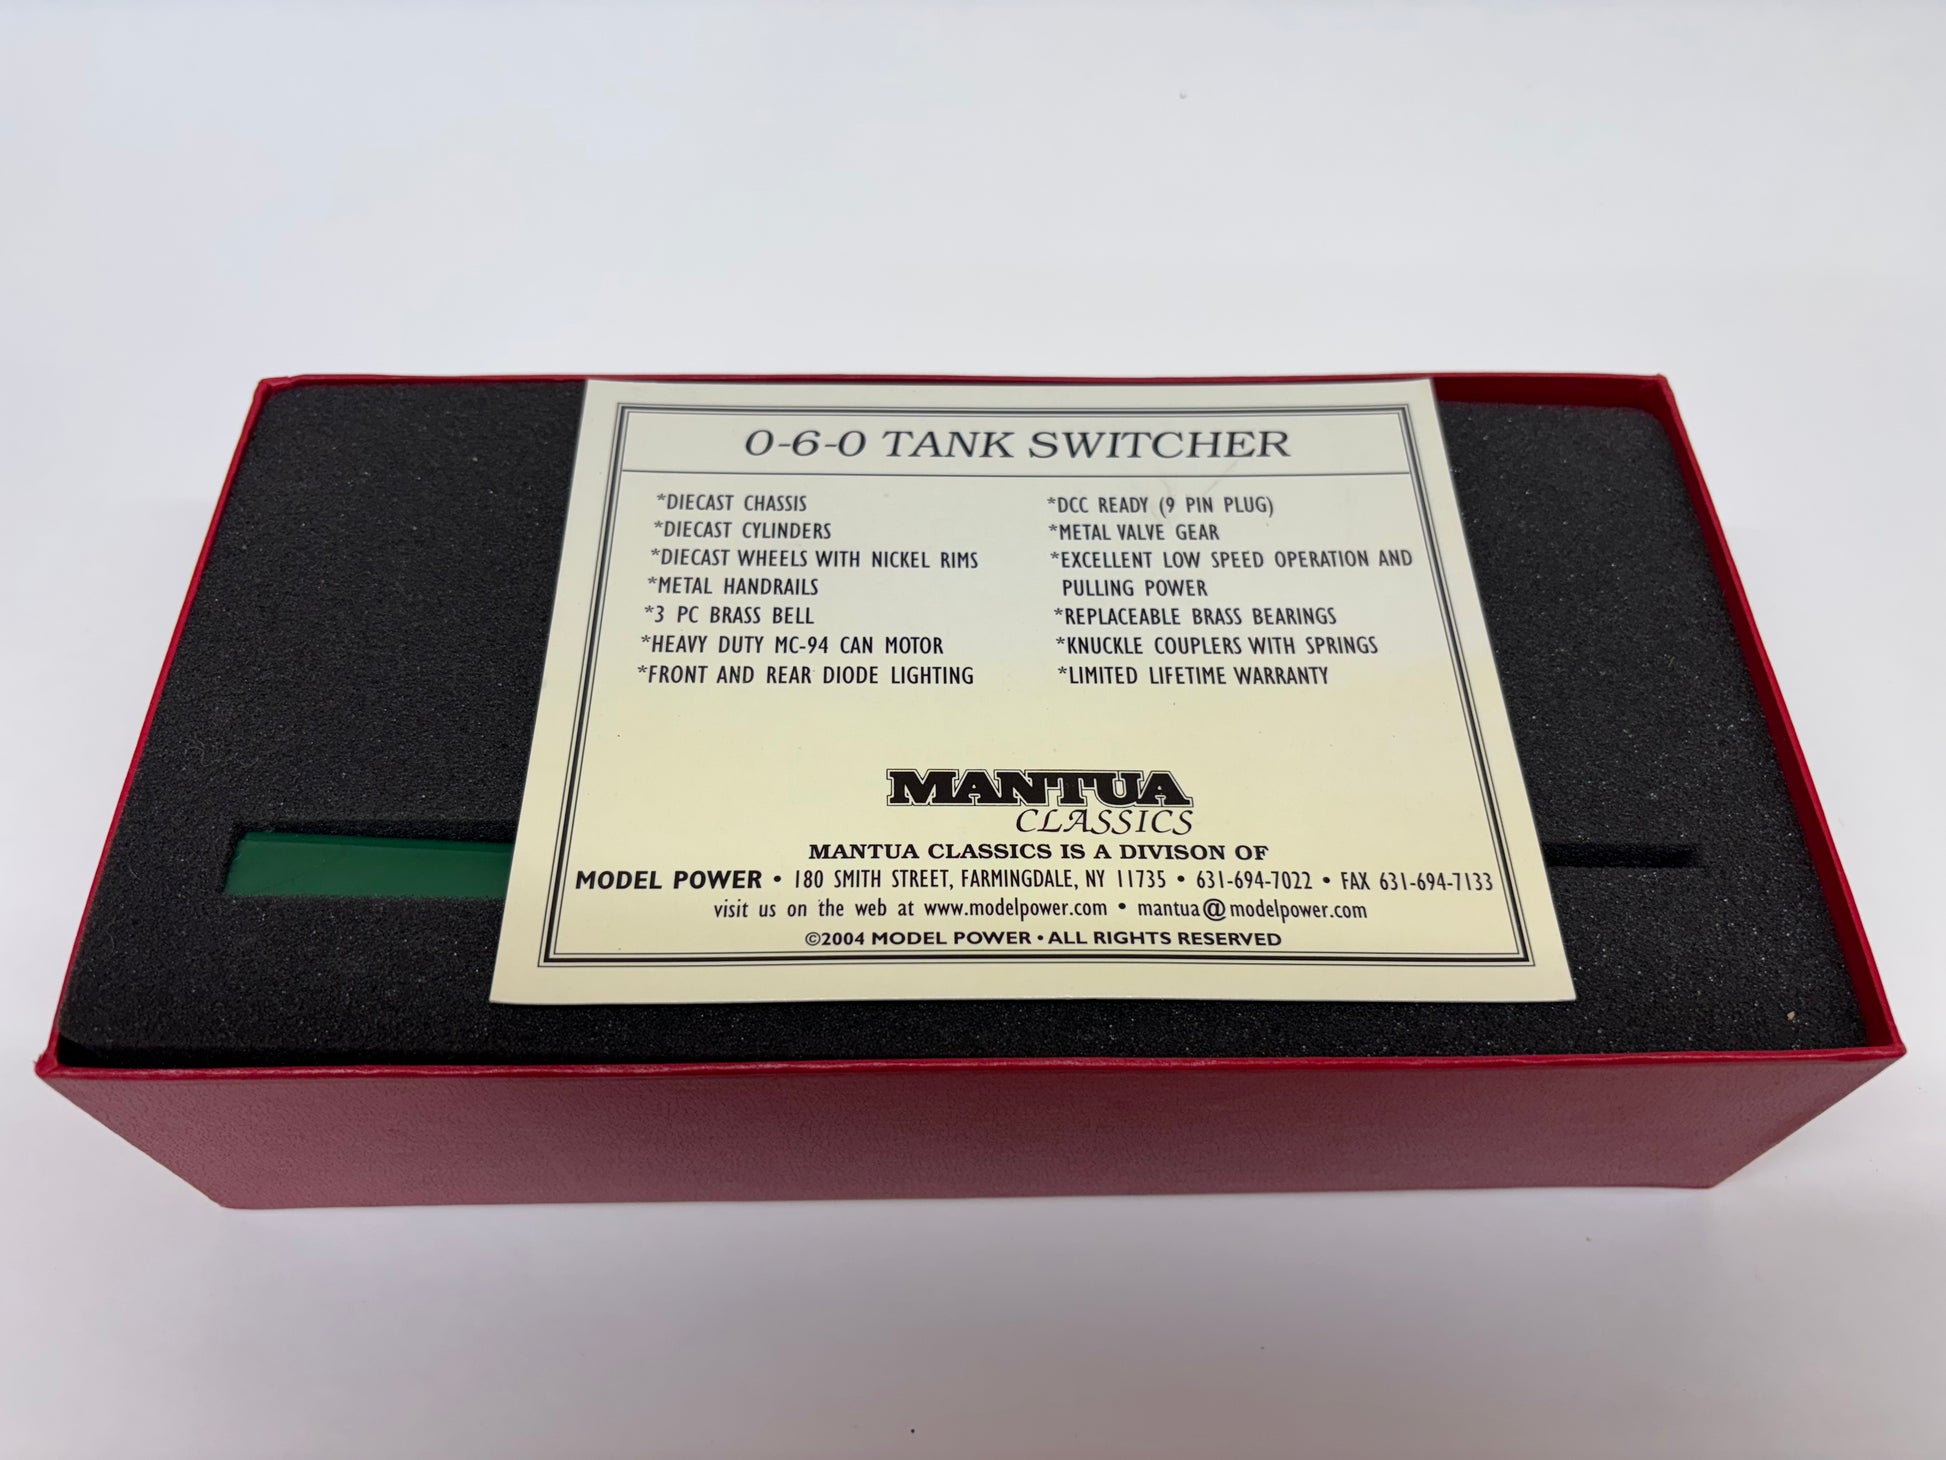 0-6-0 TANK SWITCHER
*DIECAST CHASSIS
*DIECAST CYLINDERS
*DIECAST WHEELS WITH NICKEL RIMS
*METAL HANDRAILS
*3 PC BRASS BELL
*HEAVY DUTY MC-94 CAN MOTOR
*FRONT AND REAR DIODE LIGHTING
*DCC READY (9 PIN PLUG)
*METAL VALVE GEAR
*EXCELLENT LOW SPEED OPERATION AND
PULLING POWER
*REPLACEABLE BRASS BEARINGS
*KNUCKLE COUPLERS WITH SPRINGS
*LIMITED LIFETIME WARRANTY
MANTUA
CLASSICS
MANTUA CLASSICS IS A DIVISON OF
MODEL POWER • 180 SMITH STREET, FARMINGDALE, NY 11735 • 631-694-7022 • FAX 631-694-7133
visit us on the web at www.modelpower.com • mantua@modelpower.com
©2004 MODEL POWER • ALL RIGHTS RESERVED